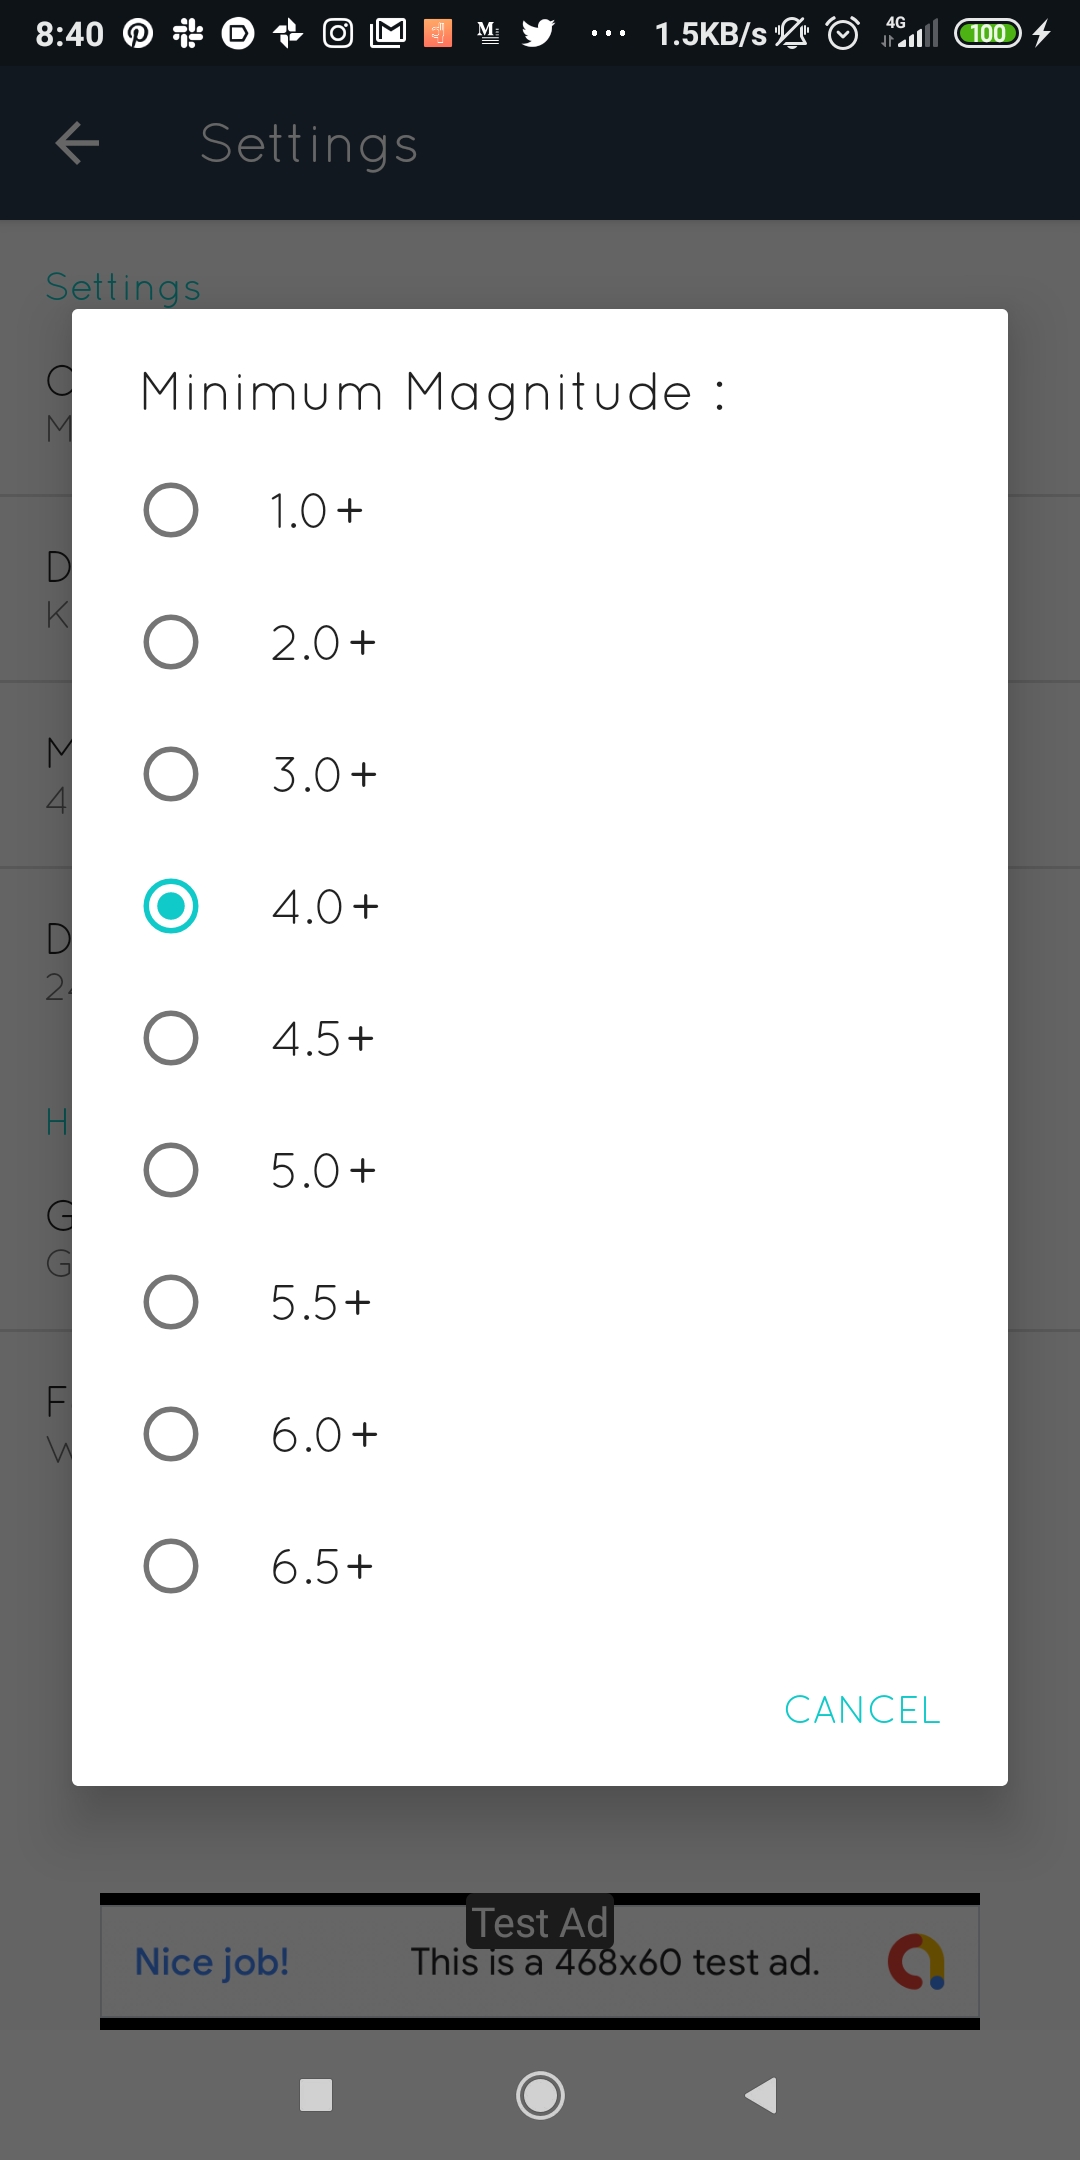 8:40 1.5KB/s 4G 100
Settings
Settings
Minimum Magnitude :
1.0+
2.0+
3.0+
4.0+
4.5+
5.0+
5.5+
6.0+
6.5+
CANCEL
Test Ad
Nice job! This is a 468x60 test ad.